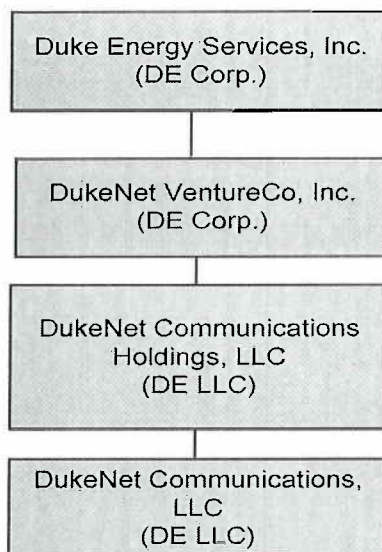 Duke Energy Services, Inc.
(DE Corp.)
DukeNet VentureCo, Inc.
(DE Corp.)
DukeNet Communications
Holdings, LLC
(DE LLC)
DukeNet Communications,
LLC
(DE LLC)